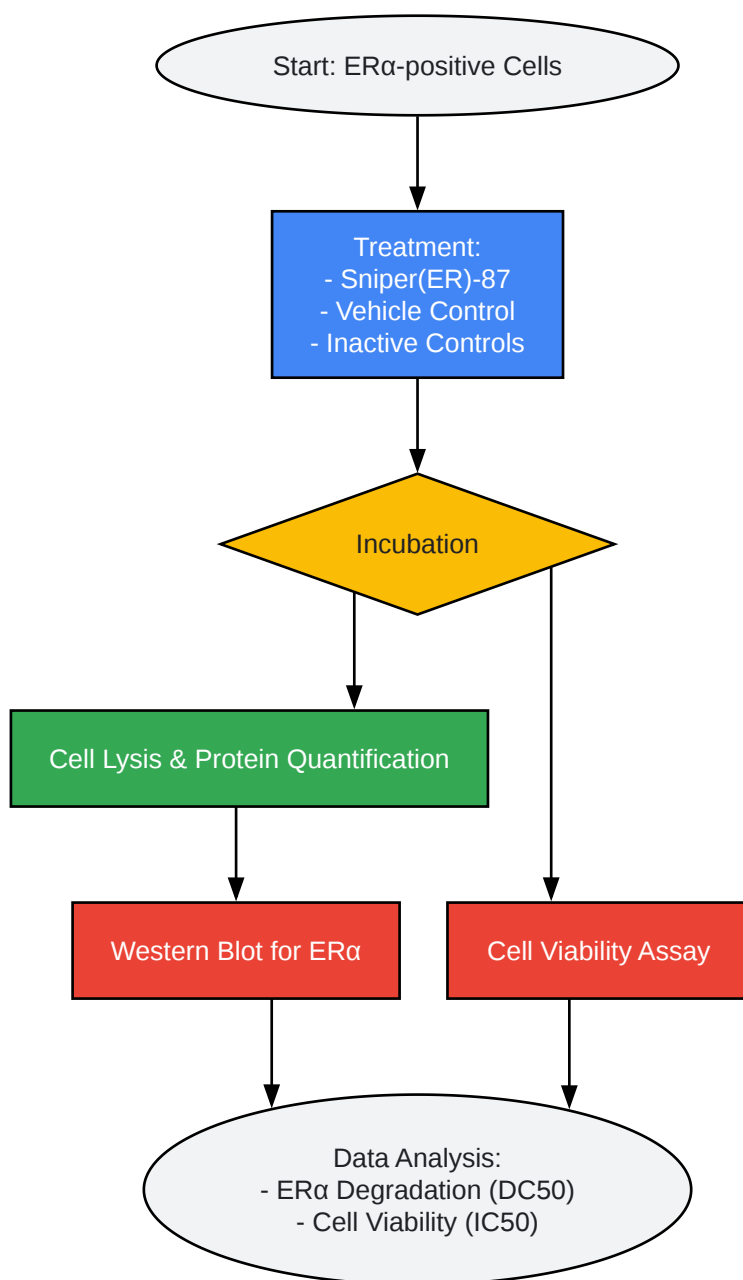 Start: ERα-positive Cells
Treatment:
- Sniper(ER)-87
- Vehicle Control
- Inactive Controls
Incubation
Cell Lysis & Protein Quantification
Western Blot for ERα
Cell Viability Assay
Data Analysis:
- ERα Degradation (DC50)
- Cell Viability (IC50)